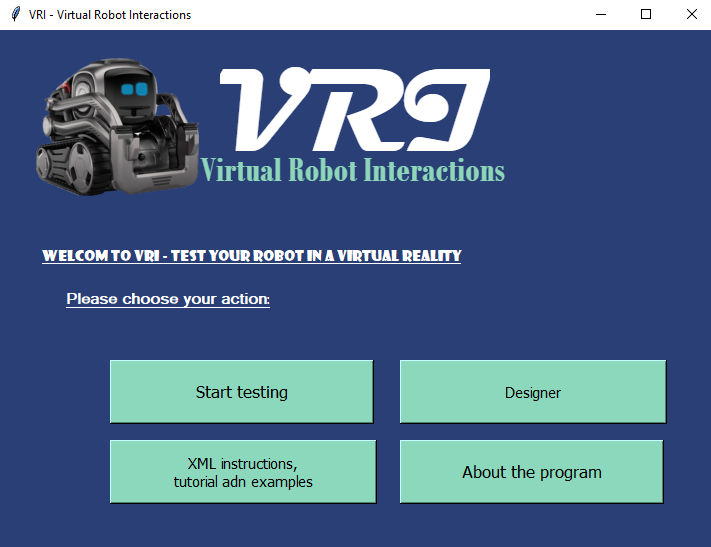 VRI - Virtual Robot Interactions
VRI
Virtual Robot Interactions
WELCOM TO VRI - TEST YOUR ROBOT IN A VIRTUAL REALITY
Please choose your action:
Start testing
Designer
XML instructions,
tutorial adn examples
About the program